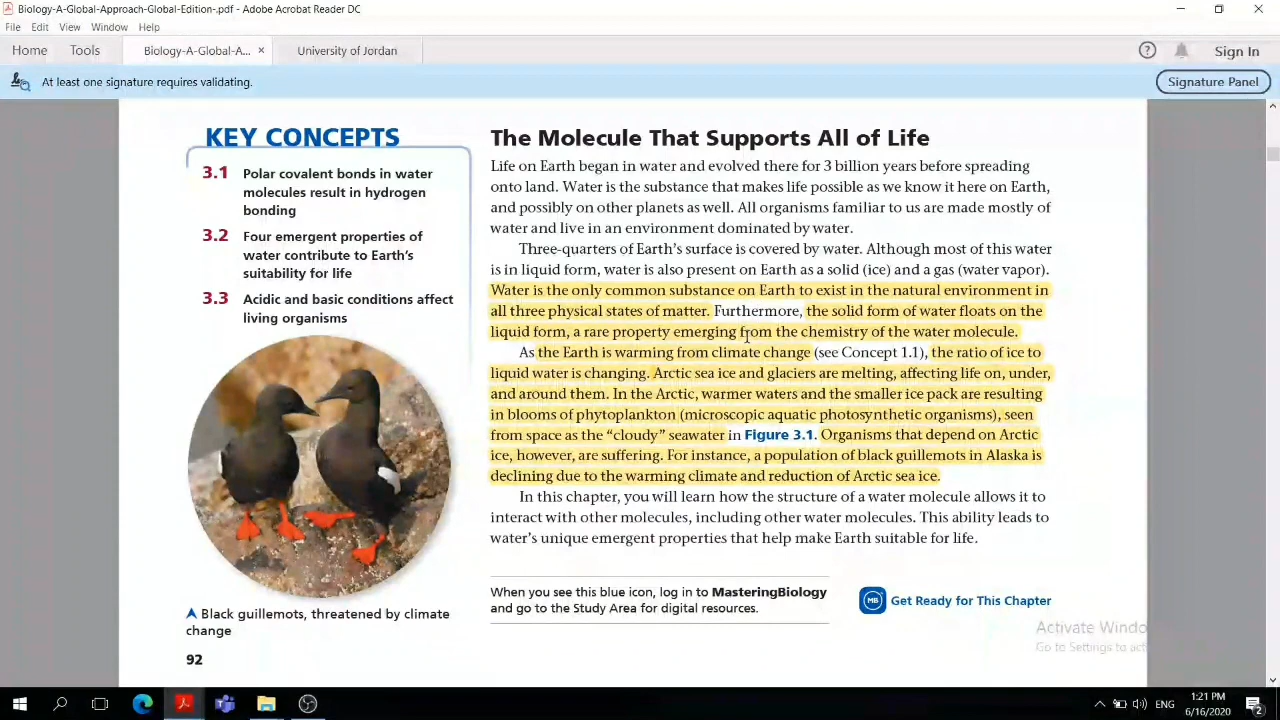 Biology-A-Global-Approach-Global-Edition-.pdf - Adobe Acrobat Reader DC
File Edit View Window Help
Home Tools Biology-A-Global-A... × University of Jordan Sign In
At least one signature requires validating. Signature Panel
KEY CONCEPTS
3.1 Polar covalent bonds in water
molecules result in hydrogen
bonding
3.2 Four emergent properties of
water contribute to Earth's
suitability for life
3.3 Acidic and basic conditions affect
living organisms
Black guillemots, threatened by climate
change
92
The Molecule That Supports All of Life
Life on Earth began in water and evolved there for 3 billion years before spreading
onto land. Water is the substance that makes life possible as we know it here on Earth,
and possibly on other planets as well. All organisms familiar to us are made mostly of
water and live in an environment dominated by water.
Three-quarters of Earth's surface is covered by water. Although most of this water
is in liquid form, water is also present on Earth as a solid (ice) and a gas (water vapor).
Water is the only common substance on Earth to exist in the natural environment in
all three physical states of matter. Furthermore, the solid form of water floats on the
liquid form, a rare property emerging from the chemistry of the water molecule.
As the Earth is warming from climate change (see Concept 1.1), the ratio of ice to
liquid water is changing. Arctic sea ice and glaciers are melting, affecting life on, under,
and around them. In the Arctic, warmer waters and the smaller ice pack are resulting
in blooms of phytoplankton (microscopic aquatic photosynthetic organisms), seen
from space as the "cloudy" seawater in Figure 3.1. Organisms that depend on Arctic
ice, however, are suffering. For instance, a population of black guillemots in Alaska is
declining due to the warming climate and reduction of Arctic sea ice.
In this chapter, you will learn how the structure of a water molecule allows it to
interact with other molecules, including other water molecules. This ability leads to
water's unique emergent properties that help make Earth suitable for life.
When you see this blue icon, log in to MasteringBiology
and go to the Study Area for digital resources.
MB Get Ready for This Chapter
Activate Windo
Go to Settings to act
ENG
1:21 PM
6/16/2020
2